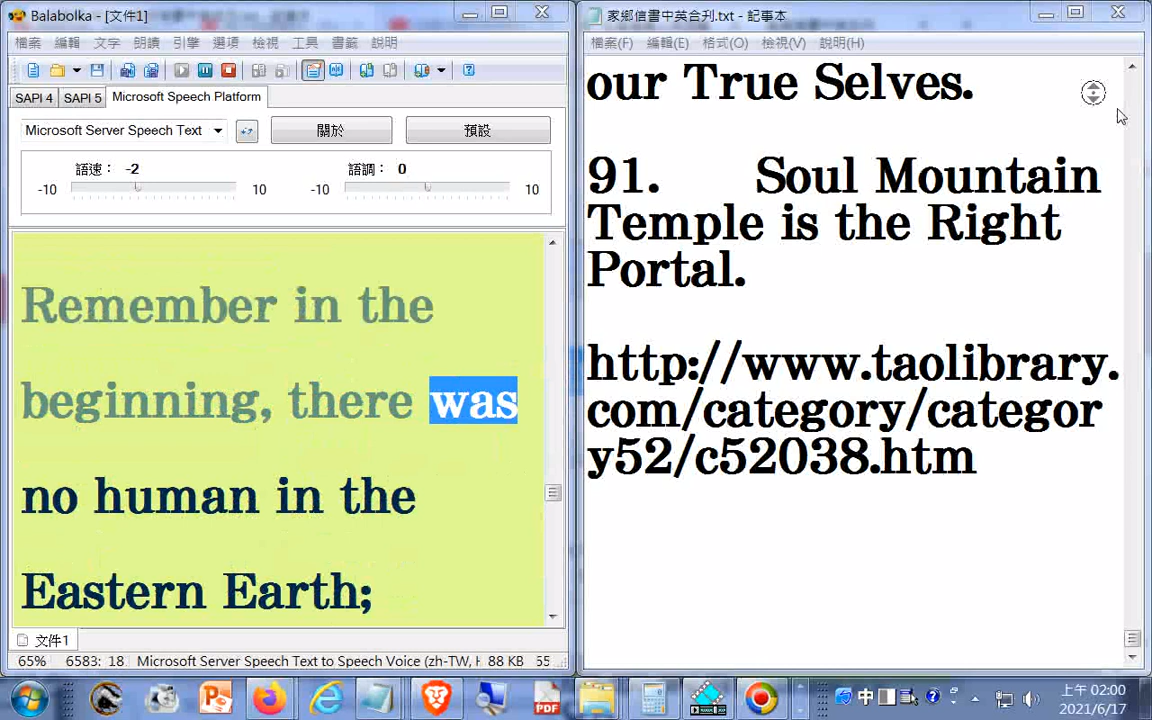 Balabolka - [文件1]
檔案 編輯 文字 朗讀 引擎 選項 檢視 工具 書籤 說明
SAPI 4 SAPI 5 Microsoft Speech Platform
Microsoft Server Speech Text 關於 預設
語速： -2 語調： 0
-10 10 -10 10
Remember in the
beginning, there was
no human in the
Eastern Earth;
文件1
65% 6583: 18 Microsoft Server Speech Text to Speech Voice (zh-TW, H 88 KB 55
家鄉信書中英合刋.txt - 記事本
檔案(F) 編輯(E) 格式(O) 檢視(V) 說明(H)
our True Selves.
91. Soul Mountain
Temple is the Right
Portal.
http://www.taolibrary.
com/category/categor
y52/c52038.htm
PDF
中
上午 02:00
2021/6/17